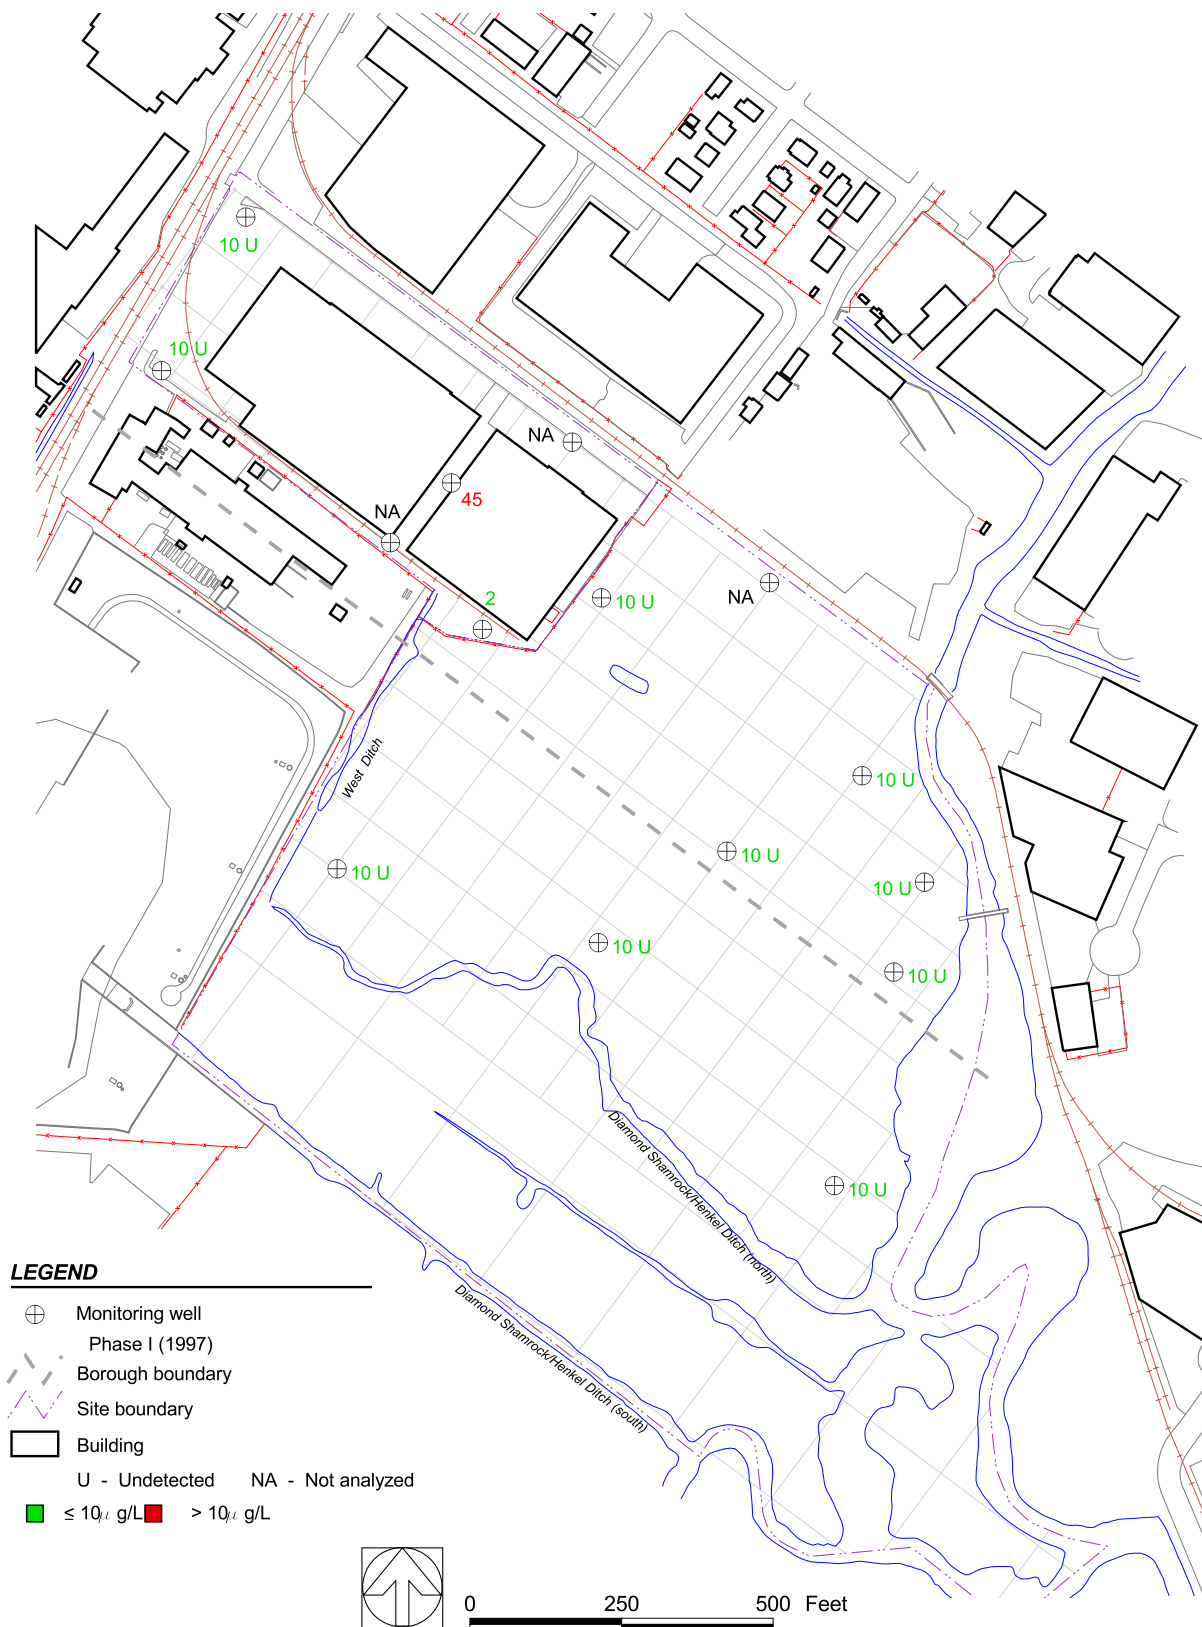 10 U
10 U
NA
45
NA
2
10 U
NA
West Ditch
10 U
10 U
10 U
10 U
10 U
10 U
Diamond Shamrock/Henkel Ditch (north)
10 U
Diamond Shamrock/Henkel Ditch (south)
LEGEND
Monitoring well
Phase I (1997)
Borough boundary
Site boundary
Building
U - Undetected NA - Not analyzed
≤ 10μ g/L > 10μ g/L
0 250 500 Feet